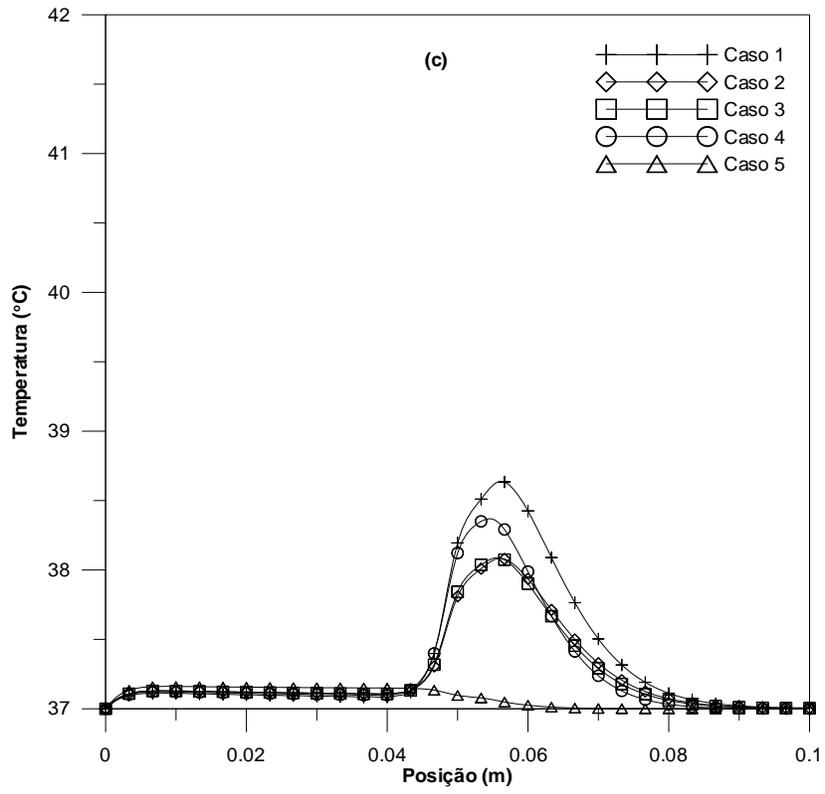 42
(c)
Caso 1
Caso 2
Caso 3
Caso 4
Caso 5
41
40
Temperatura (°C)
39
38
37
0 0.02 0.04 0.06 0.08 0.1
Posição (m)